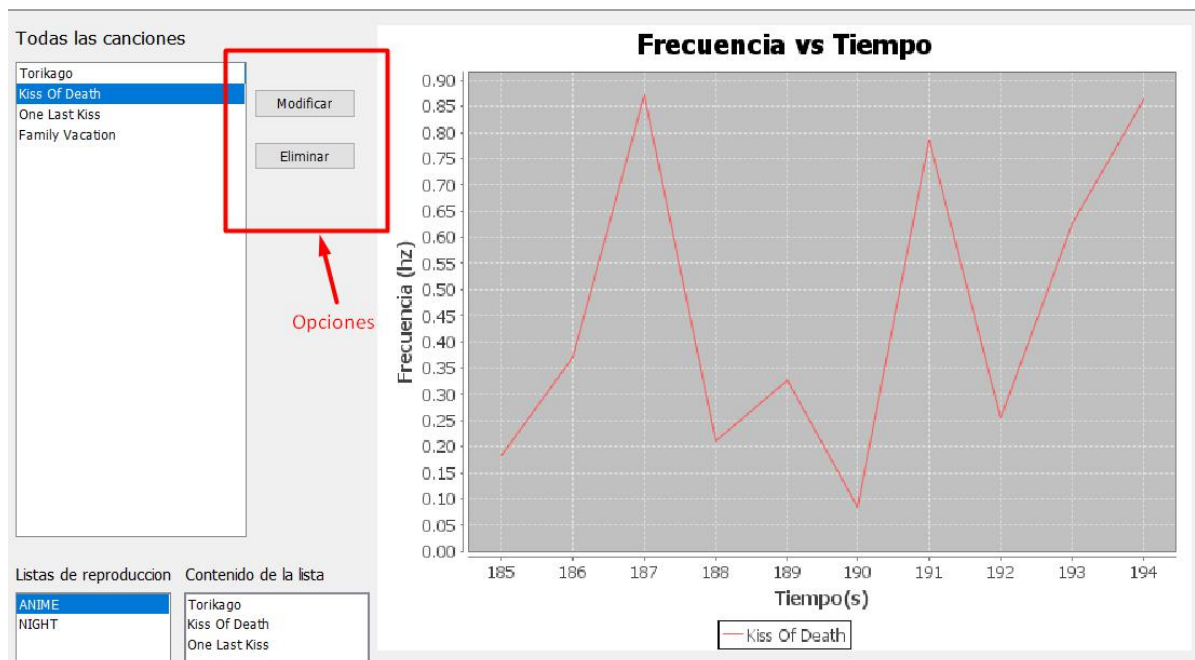 Todas las canciones
Torikago
Kiss Of Death
One Last Kiss
Family Vacation
Modificar
Eliminar
Opciones
Listas de reproduccion
ANIME
NIGHT
Contenido de la lista
Torikago
Kiss Of Death
One Last Kiss
Frecuencia vs Tiempo
Frecuencia (hz)
0.90
0.85
0.80
0.75
0.70
0.65
0.60
0.55
0.50
0.45
0.40
0.35
0.30
0.25
0.20
0.15
0.10
0.05
0.00
185 186 187 188 189 190 191 192 193 194
Tiempo(s)
Kiss Of Death